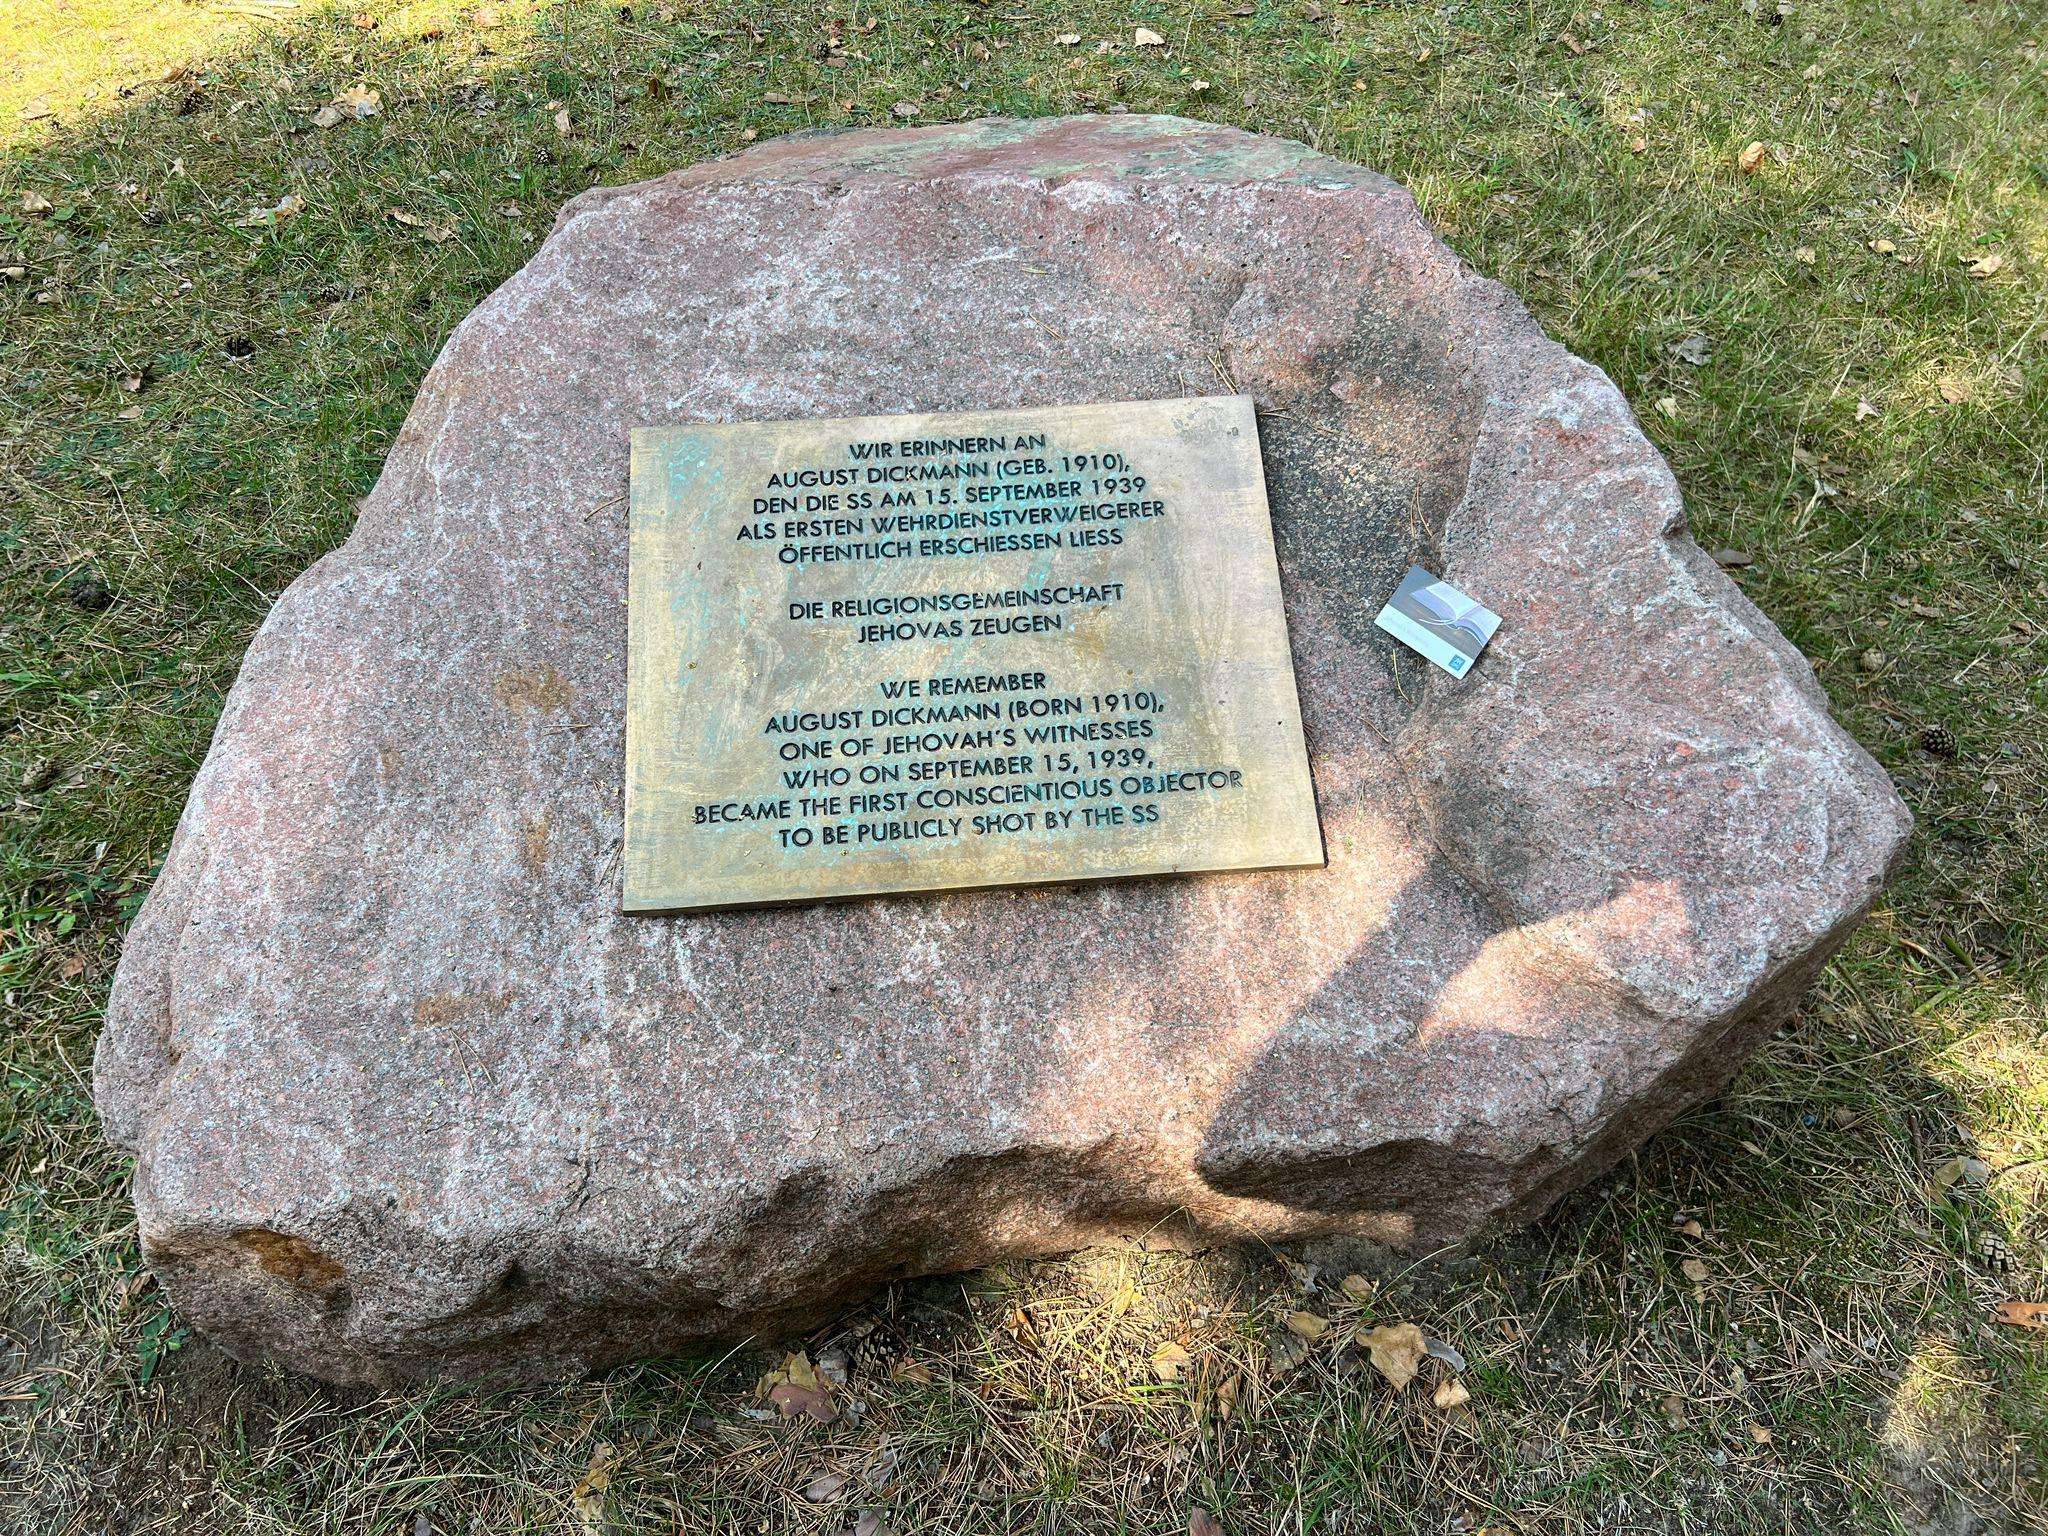 WIR ERINNERN AN
AUGUST DICKMANN (GEB. 1910),
DEN DIE SS AM 15. SEPTEMBER 1939
ALS ERSTEN WEHRDIENSTVERWEIGERER
ÖFFENTLICH ERSCHIESSEN LIESS
DIE RELIGIONSGEMEINSCHAFT
JEHOVAS ZEUGEN
WE REMEMBER
AUGUST DICKMANN (BORN 1910),
ONE OF JEHOVAH'S WITNESSES
WHO ON SEPTEMBER 15, 1939,
BECAME THE FIRST CONSCIENTIOUS OBJECTOR
TO BE PUBLICLY SHOT BY THE SS